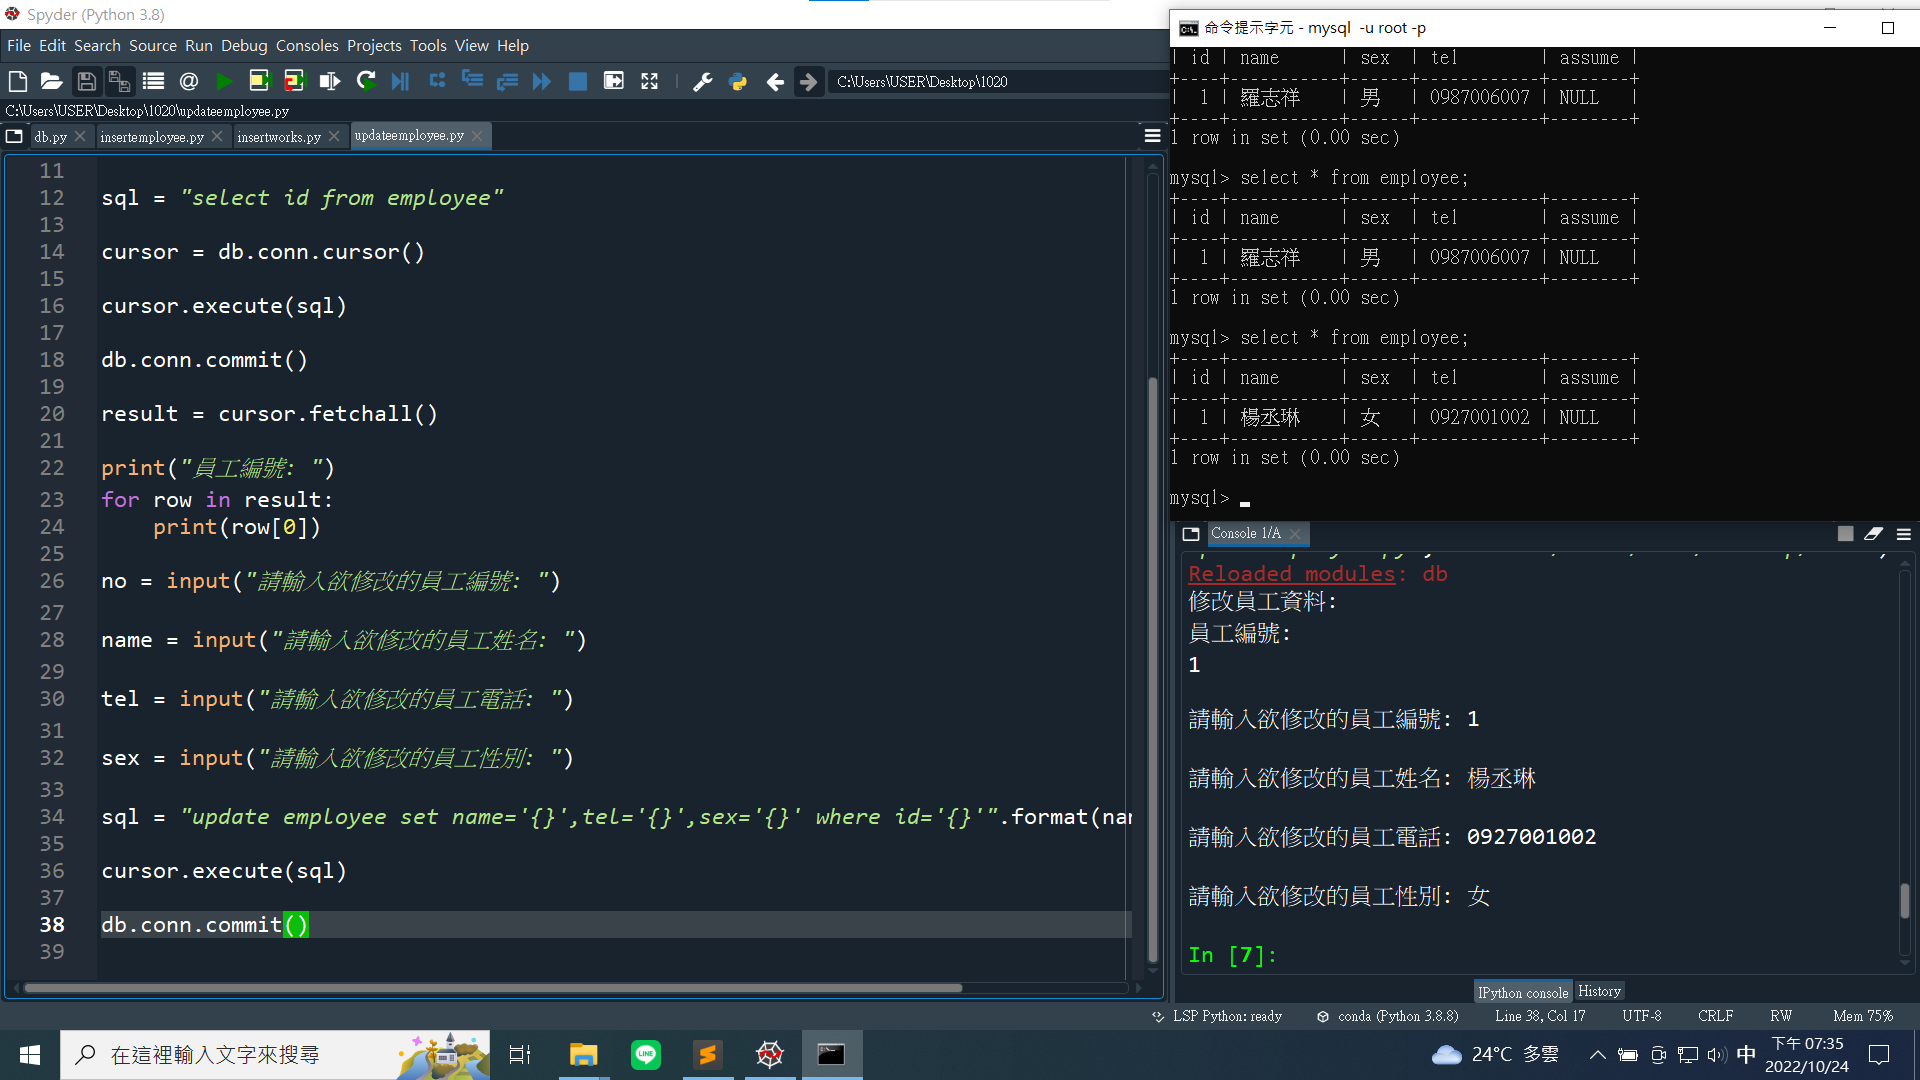 Spyder (Python 3.8)
File Edit Search Source Run Debug Consoles Projects Tools View Help
C:\Users\USER\Desktop\1020
C:\Users\USER\Desktop\1020\updateemployee.py
db.py insertemployee.py insertworks.py updateemployee.py
11
12 sql = "select id from employee"
13
14 cursor = db.conn.cursor()
15
16 cursor.execute(sql)
17
18 db.conn.commit()
19
20 result = cursor.fetchall()
21
22 print("員工編號: ")
23 for row in result:
24     print(row[0])
25
26 no = input("請輸入欲修改的員工編號: ")
27
28 name = input("請輸入欲修改的員工姓名: ")
29
30 tel = input("請輸入欲修改的員工電話: ")
31
32 sex = input("請輸入欲修改的員工性別: ")
33
34 sql = "update employee set name='{}',tel='{}',sex='{}' where id='{}'".format(nam
35
36 cursor.execute(sql)
37
38 db.conn.commit()
39
命令提示字元 - mysql -u root -p
| id | name | sex | tel | assume |
+----+-----------+------+------------+--------+
| 1 | 羅志祥 | 男 | 0987006007 | NULL |
+----+-----------+------+------------+--------+
1 row in set (0.00 sec)
mysql> select * from employee;
+----+-----------+------+------------+--------+
| id | name | sex | tel | assume |
+----+-----------+------+------------+--------+
| 1 | 羅志祥 | 男 | 0987006007 | NULL |
+----+-----------+------+------------+--------+
1 row in set (0.00 sec)
mysql> select * from employee;
+----+-----------+------+------------+--------+
| id | name | sex | tel | assume |
+----+-----------+------+------------+--------+
| 1 | 楊丞琳 | 女 | 0927001002 | NULL |
+----+-----------+------+------------+--------+
1 row in set (0.00 sec)
mysql>
Console 1/A
Reloaded modules: db
修改員工資料:
員工編號:
1
請輸入欲修改的員工編號: 1
請輸入欲修改的員工姓名: 楊丞琳
請輸入欲修改的員工電話: 0927001002
請輸入欲修改的員工性別: 女
In [7]:
IPython console History
LSP Python: ready conda (Python 3.8.8) Line 38, Col 17 UTF-8 CRLF RW Mem 75%
在這裡輸入文字來搜尋
LINE
24°C 多雲
中
下午 07:35
2022/10/24